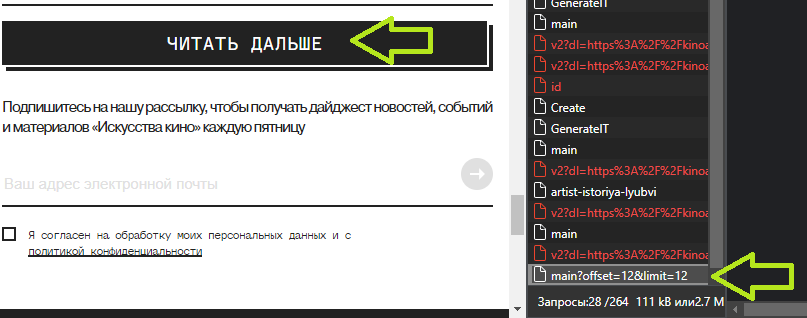 ЧИТАТЬ ДАЛЬШЕ
Подпишитесь на нашу рассылку, чтобы получать дайджест новостей, событий
и материалов «Искусства кино» каждую пятницу
Ваш адрес электронной почты
Я согласен на обработку моих персональных данных и с
политикой конфиденциальности
GenerateIT
main
v2?dl=https%3A%2F%2Fkinoa
v2?dl=https%3A%2F%2Fkinoa
id
Create
GenerateIT
main
v2?dl=https%3A%2F%2Fkinoa
artist-istoriya-lyubvi
v2?dl=https%3A%2F%2Fkinoa
main
v2?dl=https%3A%2F%2Fkinoa
main?offset=12&limit=12
Запросы:28 /264 111 kB или2.7 M